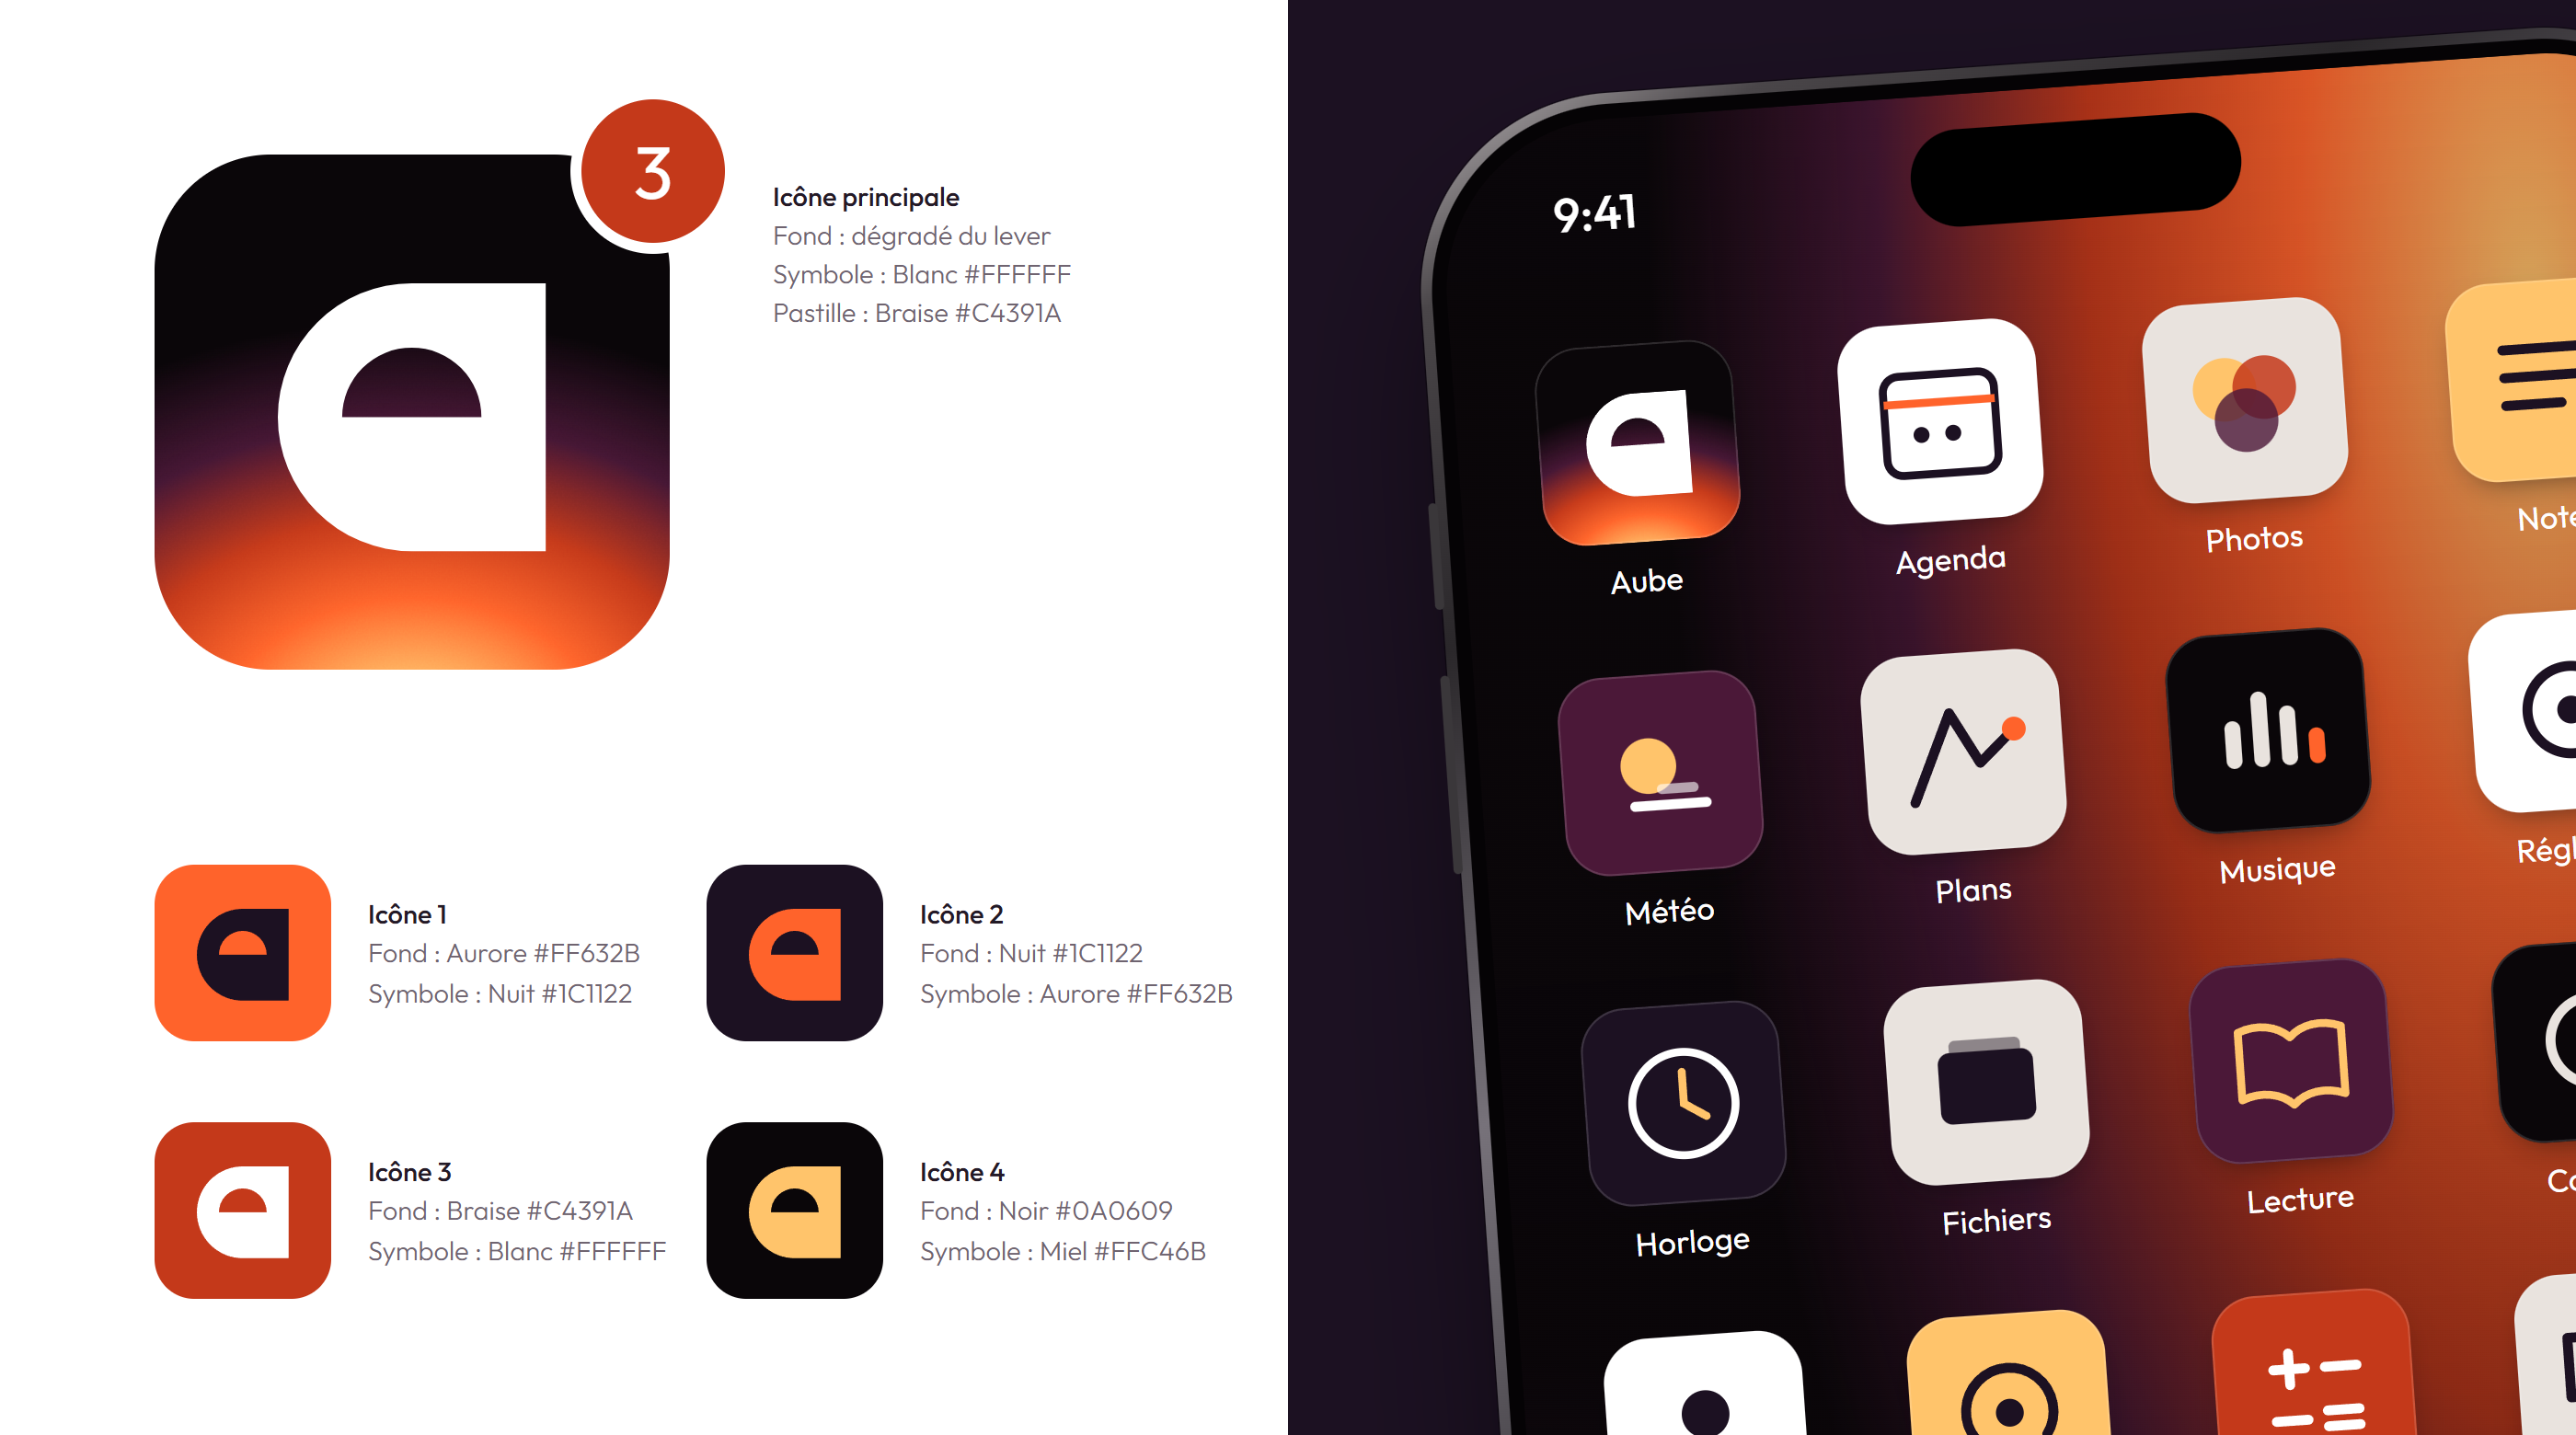 3
Icône principale
Fond : dégradé du lever
Symbole : Blanc #FFFFFF
Pastille : Braise #C4391A
Icône 1
Fond : Aurore #FF632B
Symbole : Nuit #1C1122
Icône 2
Fond : Nuit #1C1122
Symbole : Aurore #FF632B
Icône 3
Fond : Braise #C4391A
Symbole : Blanc #FFFFFF
Icône 4
Fond : Noir #0A0609
Symbole : Miel #FFC46B
9:41
Aube
Agenda
Photos
Météo
Plans
Musique
Horloge
Fichiers
Lecture